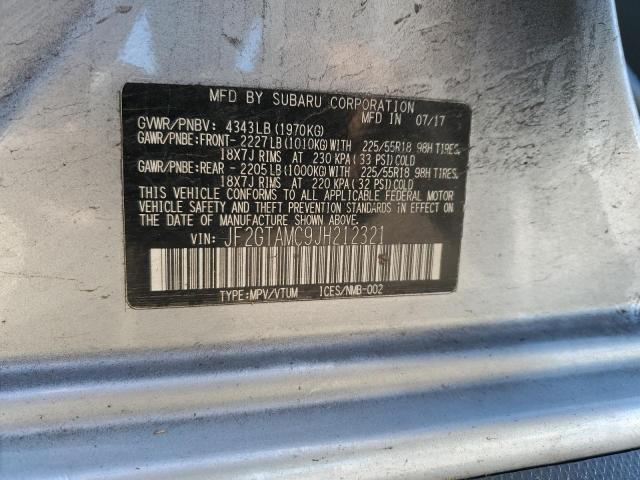 MFD BY SUBARU CORPORATION
MFD IN 07/17
GVWR/PNBV: 4343LB(1970KG)
GAWR/PNBE:FRONT- 2227LB(1010KG)WITH 225/55R18 98H TIRES,
18X7J RIMS AT 230 KPA(33 PSI)COLD
GAWR/PNBE:REAR - 2205LB(1000KG)WITH 225/55R18 98H TIRES,
18X7J RIMS AT 220 KPA(32 PSI)COLD
THIS VEHICLE CONFORMS TO ALL APPLICABLE FEDERAL MOTOR
VEHICLE SAFETY AND THEFT PREVENTION STANDARDS IN
EFFECT ON THE DATE OF MANUFACTURE SHOWN ABOVE.
VIN: JF2GTAMC9JH212321
TYPE:MPV/VTUM ICES/NMB-002